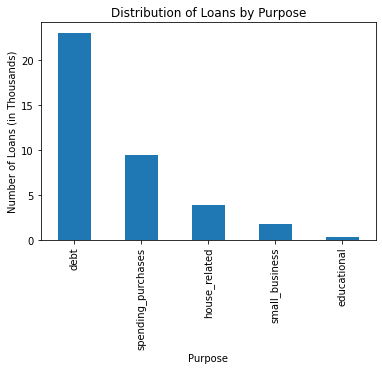 Distribution of Loans by Purpose
Number of Loans (in Thousands)
20
15
10
5
0
debt
spending_purchases
house_related
small_business
educational
Purpose